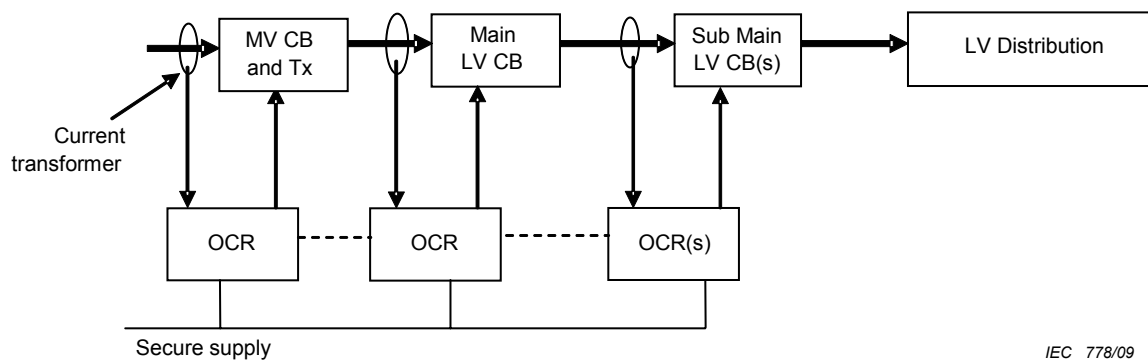 MV CB
and Tx
Main
LV CB
Sub Main
LV CB(s)
LV Distribution
Current
transformer
OCR
OCR
OCR(s)
Secure supply
IEC 778/09